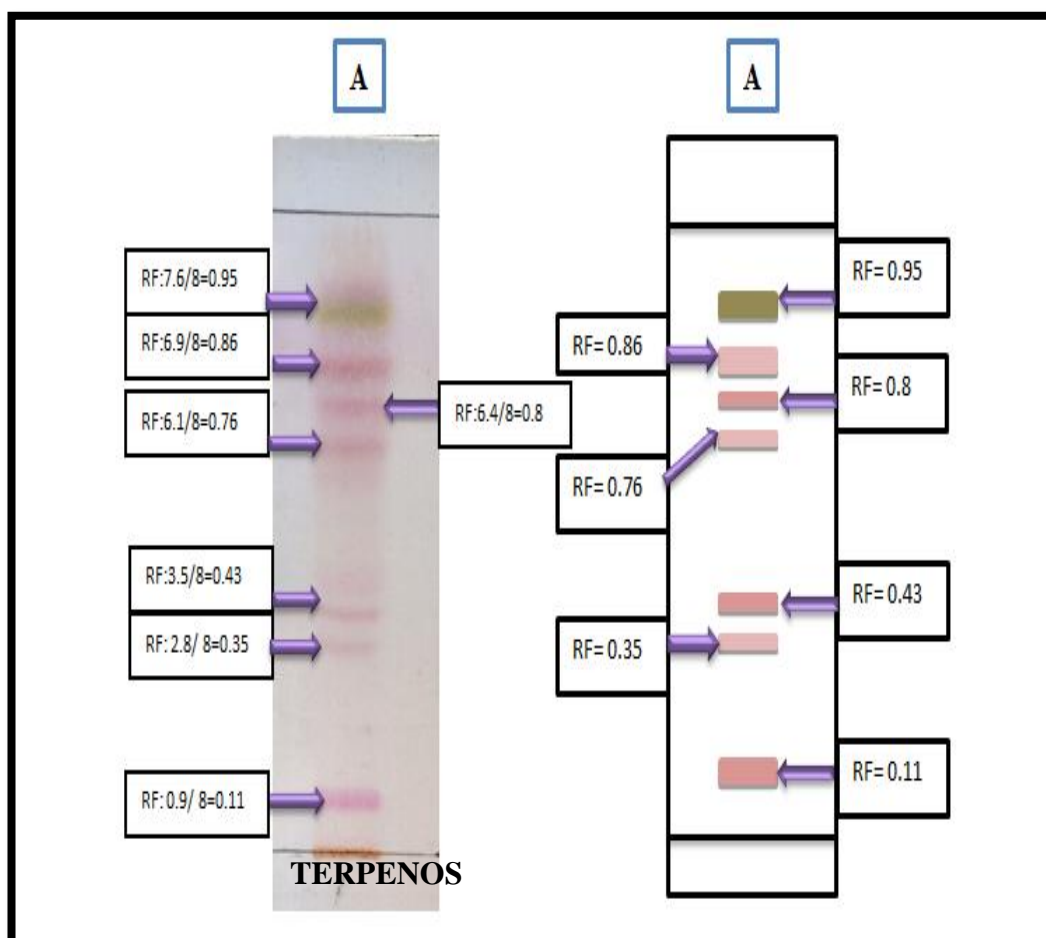 A
RF:7.6/8=0.95
RF:6.9/8=0.86
RF:6.1/8=0.76
RF:6.4/8=0.8
RF:3.5/8=0.43
RF: 2.8/ 8=0.35
RF: 0.9/ 8=0.11
TERPENOS
A
RF= 0.95
RF= 0.86
RF= 0.8
RF= 0.76
RF= 0.43
RF= 0.35
RF= 0.11